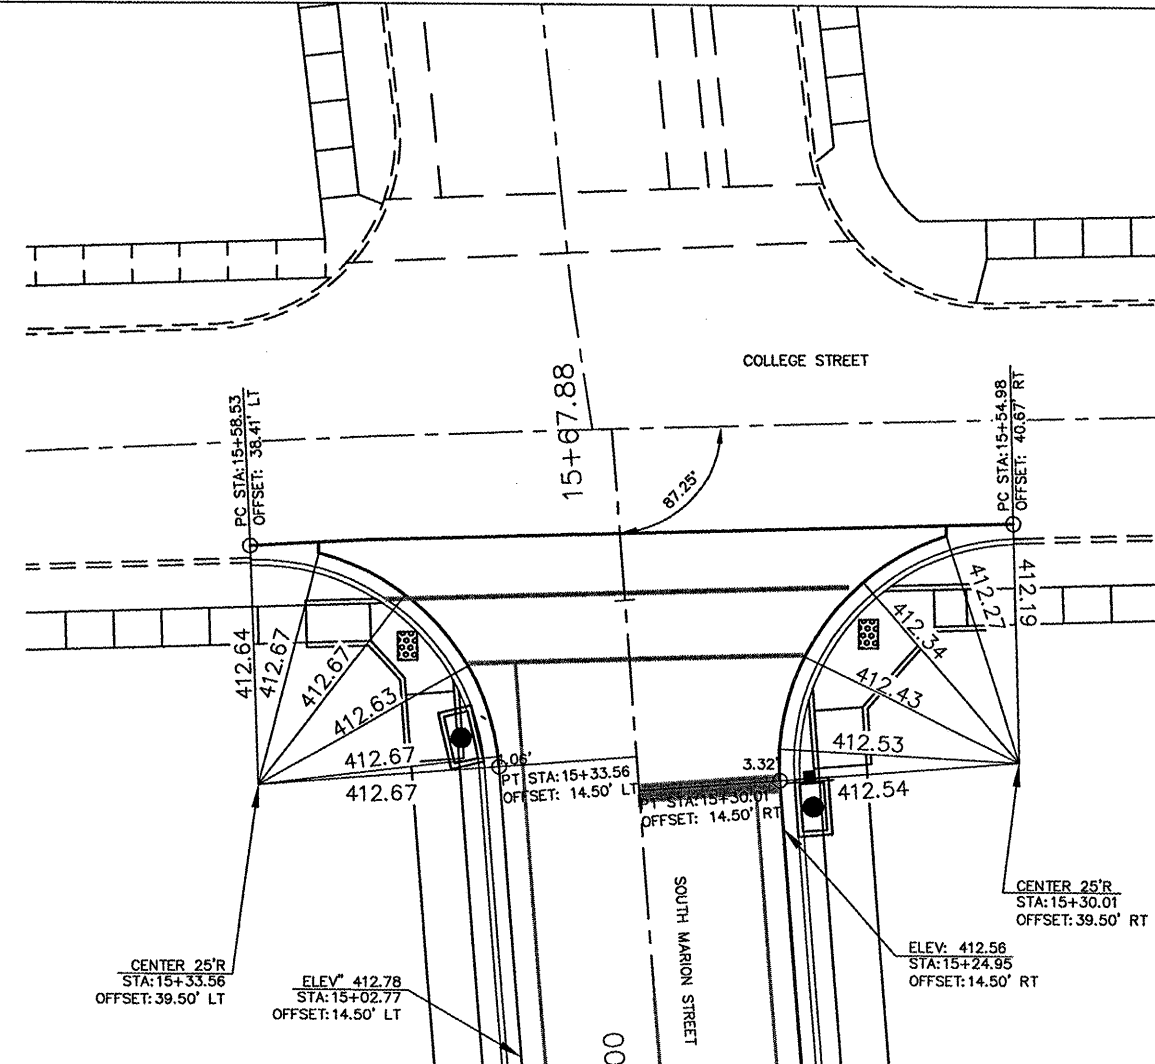 COLLEGE STREET
PC STA:15+58.53
OFFSET: 38.41' LT
15+67.88
87.25°
PC STA:15+54.98
OFFSET: 40.67' RT
412.64
412.67
412.67
412.63
412.67
412.67
PT STA:15+33.56
OFFSET: 14.50' LT
412.19
412.27
412.34
412.43
412.53
412.54
3.32'
PT STA:15+30.01
OFFSET: 14.50' RT
SOUTH MARION STREET
CENTER 25'R
STA:15+33.56
OFFSET:39.50' LT
ELEV" 412.78
STA:15+02.77
OFFSET:14.50' LT
CENTER 25'R
STA:15+30.01
OFFSET:39.50' RT
ELEV: 412.56
STA:15+24.95
OFFSET:14.50' RT
00